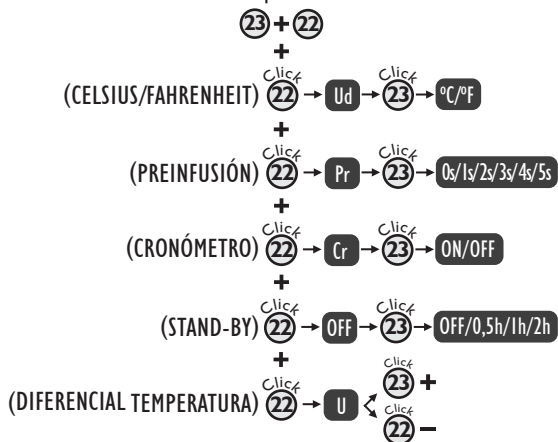 23 + 22
+
(CELSIUS/FAHRENHEIT) Click 22 → Ud → Click 23 → ºC/ºF
+
(PREINFUSIÓN) Click 22 → Pr → Click 23 → 0s/1s/2s/3s/4s/5s
+
(CRONÓMETRO) Click 22 → Cr → Click 23 → ON/OFF
+
(STAND-BY) Click 22 → OFF → Click 23 → OFF/0,5h/1h/2h
+
(DIFERENCIAL TEMPERATURA) Click 22 → U
Click 23 +
Click 22 −